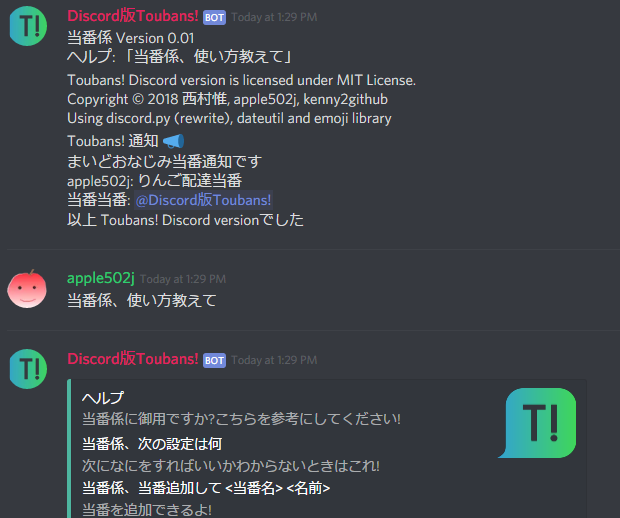 T!
Discord版Toubans! BOT Today at 1:29 PM
当番係 Version 0.01
ヘルプ: 「当番係、使い方教えて」
Toubans! Discord version is licensed under MIT License.
Copyright © 2018 西村惟, apple502j, kenny2github
Using discord.py (rewrite), dateutil and emoji library
Toubans! 通知 📢
まいどおなじみ当番通知です
apple502j: りんご配達当番
当番当番: @Discord版Toubans!
以上 Toubans! Discord versionでした
apple502j Today at 1:29 PM
当番係、使い方教えて
T!
Discord版Toubans! BOT Today at 1:29 PM
ヘルプ
当番係に御用ですか?こちらを参考にしてください!
T!
当番係、次の設定は何
次になにをすればいいかわからないときはこれ!
当番係、当番追加して <当番名> <名前>
当番を追加できるよ!